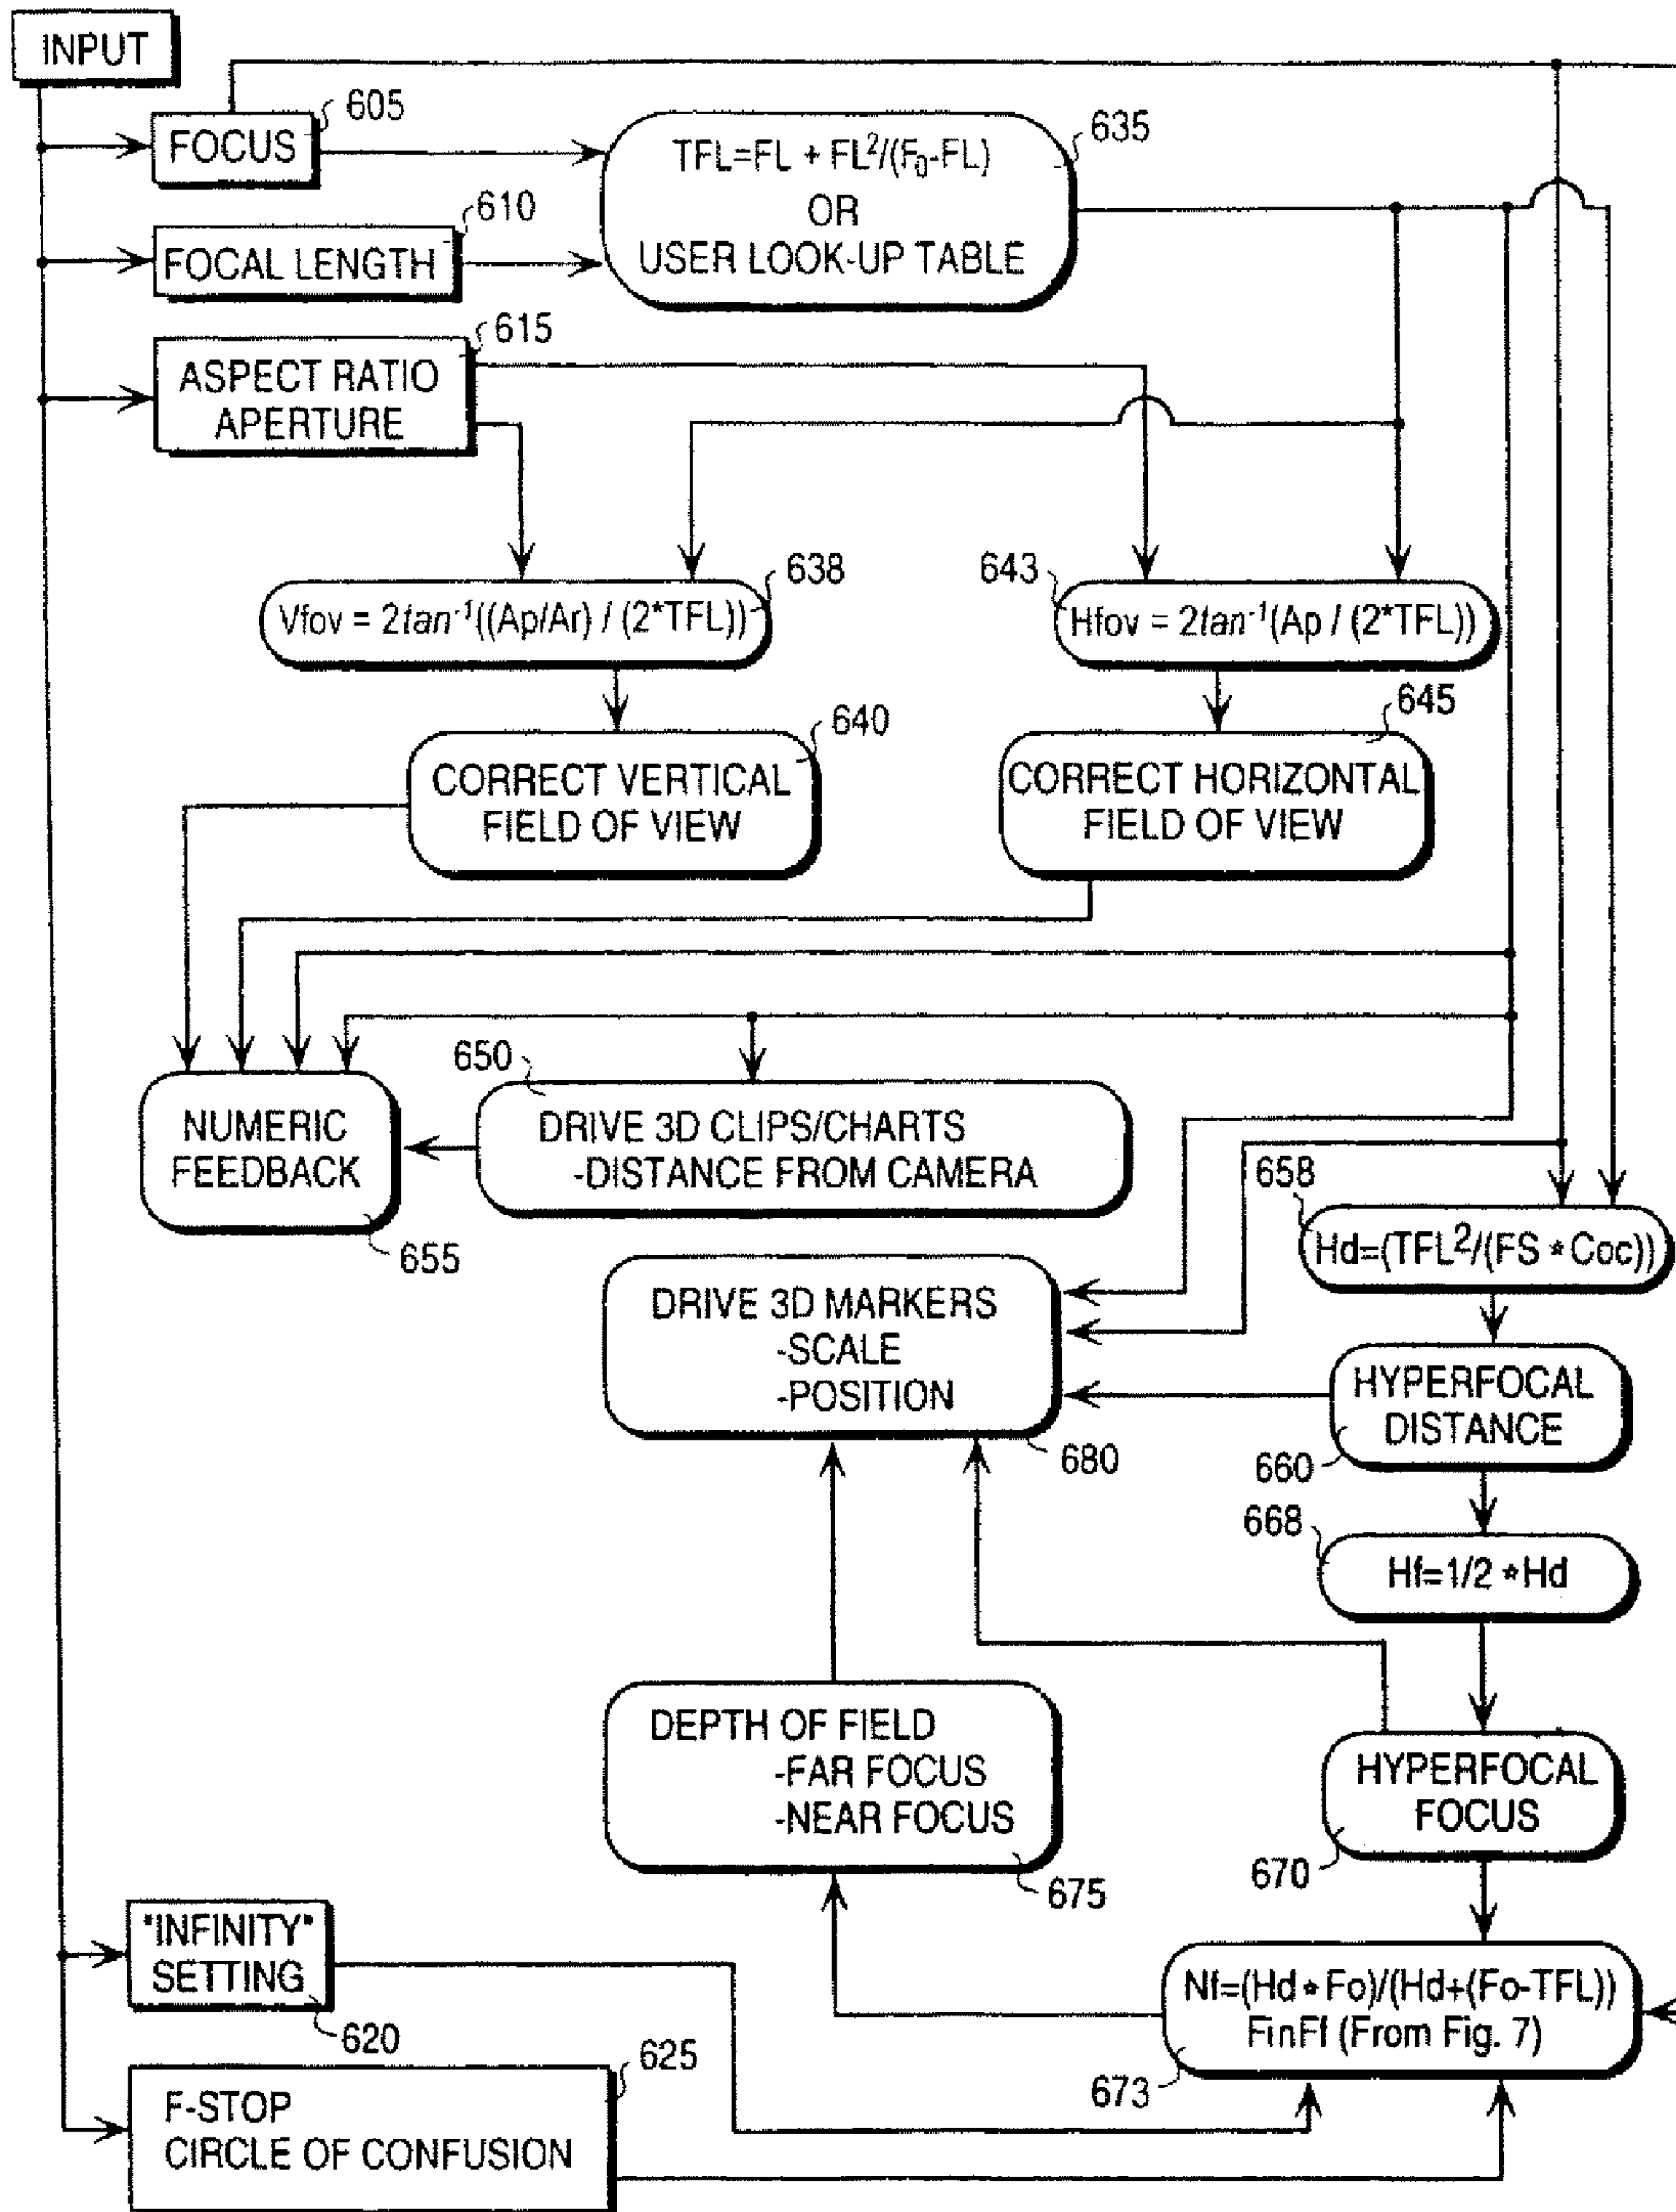 INPUT
FOCUS
605
TFL=FL + FL²/(F₀-FL)
OR
USER LOOK-UP TABLE
635
FOCAL LENGTH
610
ASPECT RATIO
APERTURE
615
Vfov = 2tan⁻¹((Ap/Ar) / (2*TFL))
638
643
Hfov = 2tan⁻¹(Ap / (2*TFL))
CORRECT VERTICAL
FIELD OF VIEW
640
CORRECT HORIZONTAL
FIELD OF VIEW
645
NUMERIC
FEEDBACK
655
650
DRIVE 3D CLIPS/CHARTS
-DISTANCE FROM CAMERA
658
Hd=(TFL²/(FS * Coc))
DRIVE 3D MARKERS
-SCALE
-POSITION
680
HYPERFOCAL
DISTANCE
660
668
Hf=1/2 * Hd
DEPTH OF FIELD
-FAR FOCUS
-NEAR FOCUS
675
HYPERFOCAL
FOCUS
670
"INFINITY"
SETTING
620
Nf=(Hd * Fo)/(Hd+(Fo-TFL))
FinFf (From Fig. 7)
673
F-STOP
CIRCLE OF CONFUSION
625